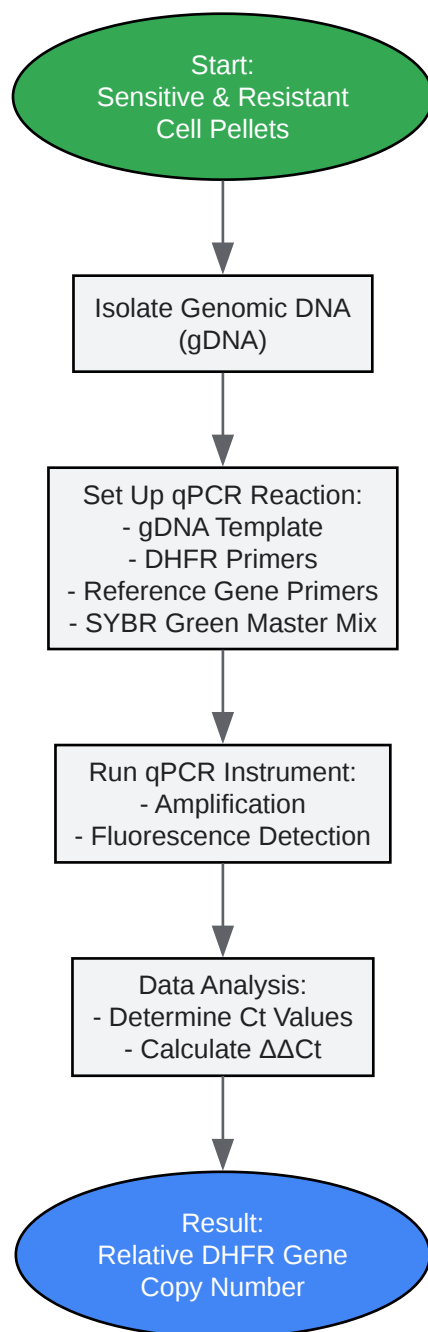 Start:
Sensitive & Resistant
Cell Pellets
Isolate Genomic DNA
(gDNA)
Set Up qPCR Reaction:
- gDNA Template
- DHFR Primers
- Reference Gene Primers
- SYBR Green Master Mix
Run qPCR Instrument:
- Amplification
- Fluorescence Detection
Data Analysis:
- Determine Ct Values
- Calculate ΔΔCt
Result:
Relative DHFR Gene
Copy Number